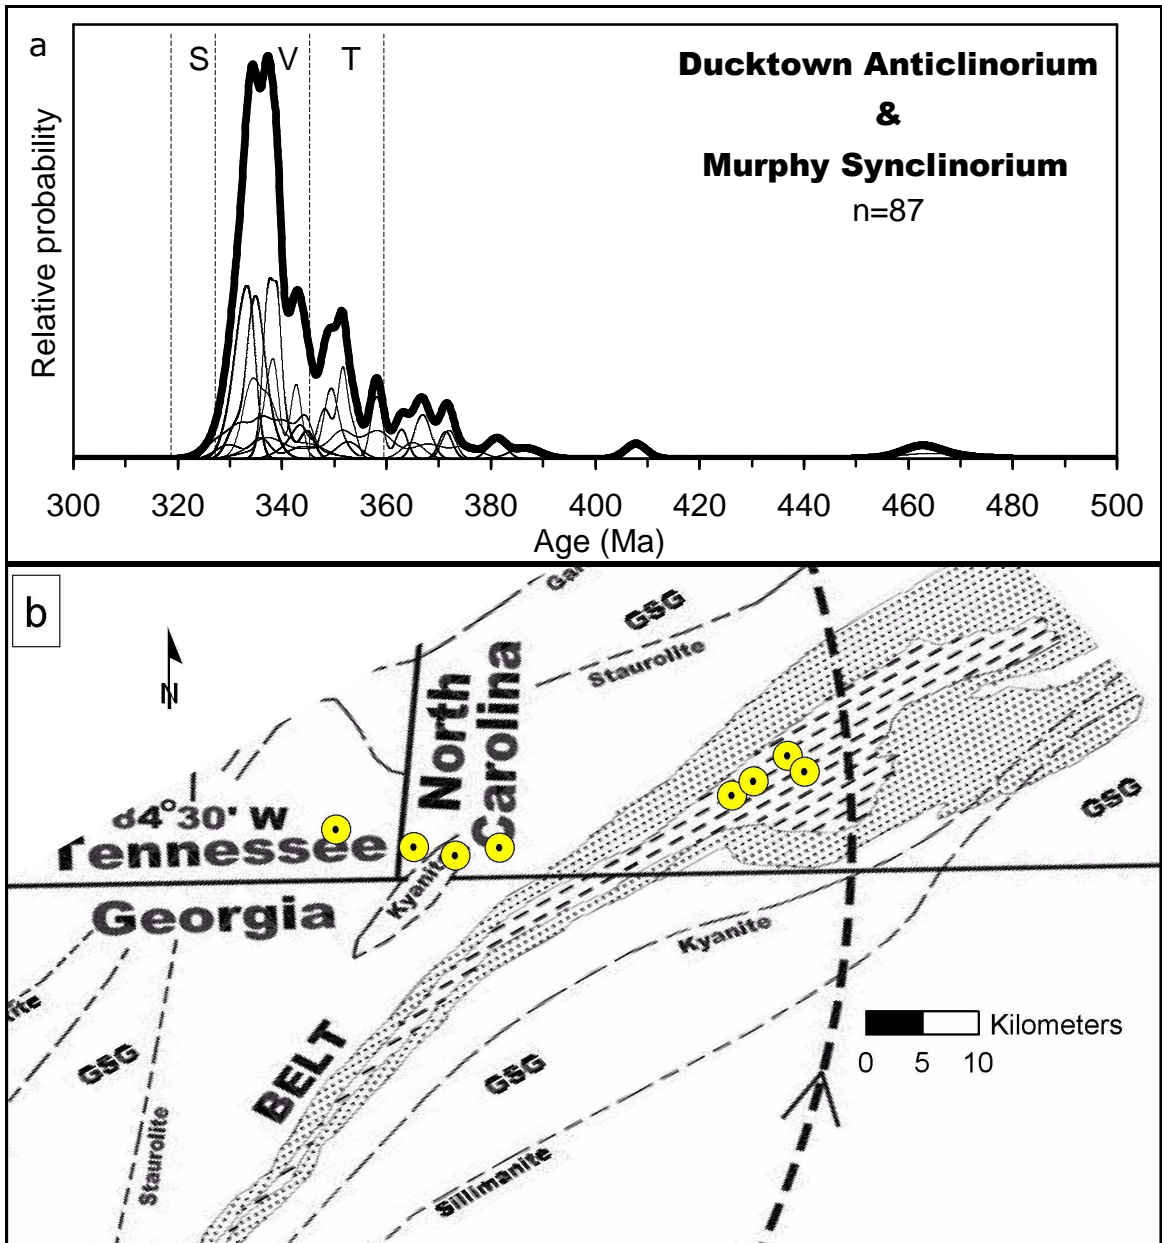 a
S V T
Ducktown Anticlinorium
&
Murphy Synclinorium
n=87
Relative probability
300 320 340 360 380 400 420 440 460 480 500
Age (Ma)
b
N
GSG
Staurolite
North
Carolina
84°30' W
Tennessee
Georgia
Kyanite
GSG
Kyanite
GSG
BELT
GSG
Staurolite
Sillimanite
Kilometers
0 5 10